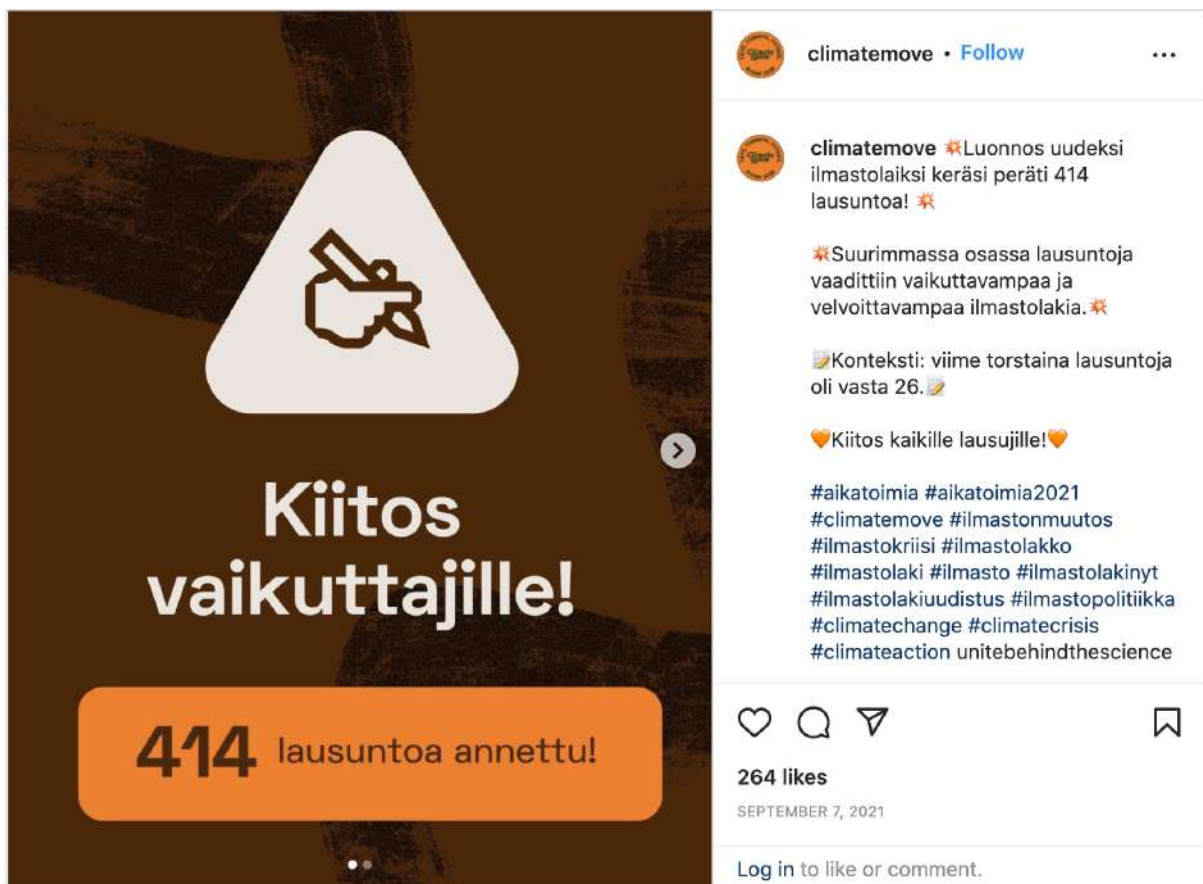 Kiitos
vaikuttajille!
414 lausuntoa annettu!
climatemove • Follow
climatemove 💥Luonnos uudeksi
ilmastolaiksi keräsi peräti 414
lausuntoa! 💥
💥Suurimmassa osassa lausuntoja
vaadittiin vaikuttavampaa ja
velvoittavampaa ilmastolakia.💥
📝Konteksti: viime torstaina lausuntoja
oli vasta 26.📝
🧡Kiitos kaikille lausujille!🧡
#aikatoimia #aikatoimia2021
#climatemove #ilmastonmuutos
#ilmastokriisi #ilmastolakko
#ilmastolaki #ilmasto #ilmastolakinyt
#ilmastolakiuudistus #ilmastopolitiikka
#climatechange #climatecrisis
#climateaction unitebehindthescience
264 likes
SEPTEMBER 7, 2021
Log in to like or comment.